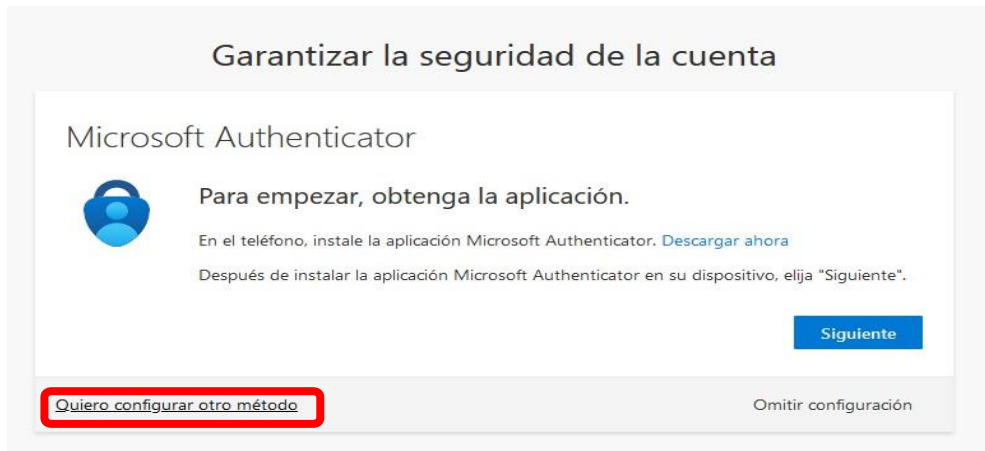 Garantizar la seguridad de la cuenta
Microsoft Authenticator
Para empezar, obtenga la aplicación.
En el teléfono, instale la aplicación Microsoft Authenticator. Descargar ahora
Después de instalar la aplicación Microsoft Authenticator en su dispositivo, elija "Siguiente".
Siguiente
Quiero configurar otro método
Omitir configuración